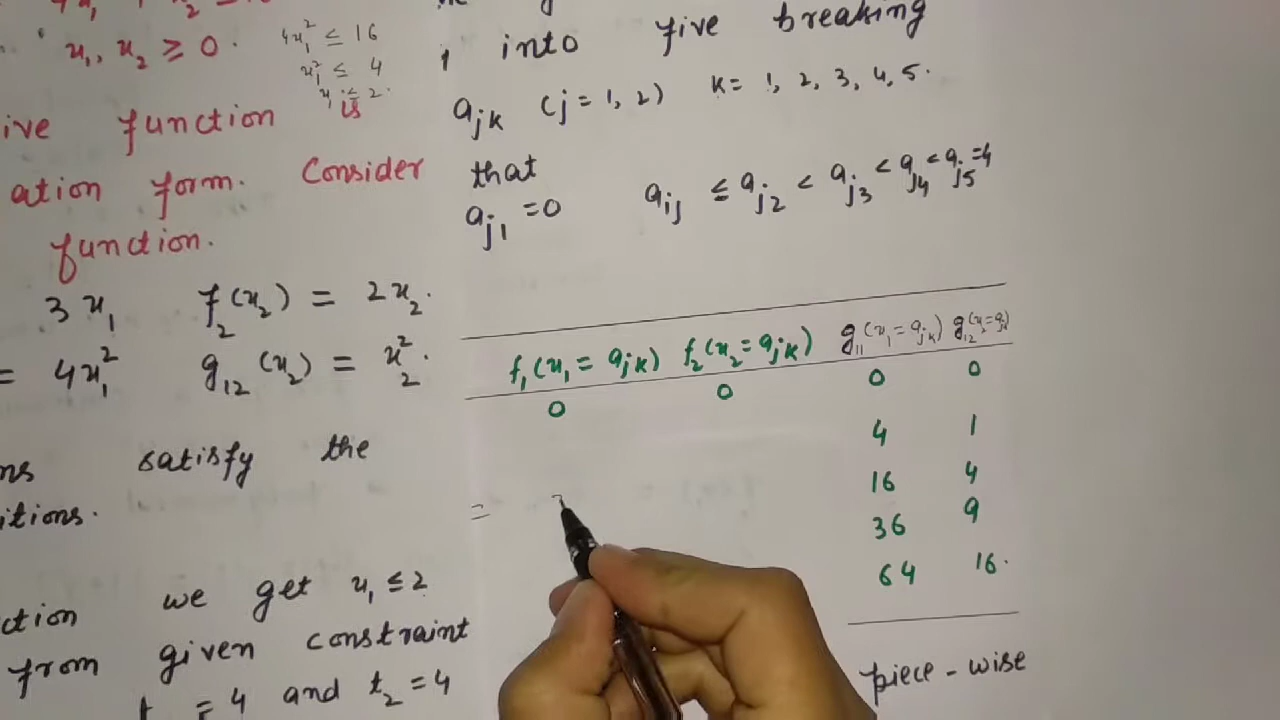 x₁, x₂ ≥ 0.
4x₁² ≤ 16
x₁² ≤ 4
x₁ ≤ 2.
ive function is
ation form. Consider
function.
3x₁ f₂(x₂) = 2x₂.
= 4x₁² g₁₂(x₂) = x₂².
ns satisfy the
itions.
ction we get x₁ ≤ 2
from given constraint
= 4 and t₂ = 4
into five breaking
a_jk (j = 1, 2) K = 1, 2, 3, 4, 5.
that
a_j1 = 0 a_ij ≤ a_j2 < a_j3 < a_j4 < a_j5 = 4
f₁(x₁ = a_jk) f₂(x₂ = a_jk) g₁₁(x₁ = a_jk) g₁₂(x₂ = a_jk)
0 0 0 0
4 1
16 4
= 36 9
64 16.
piece-wise